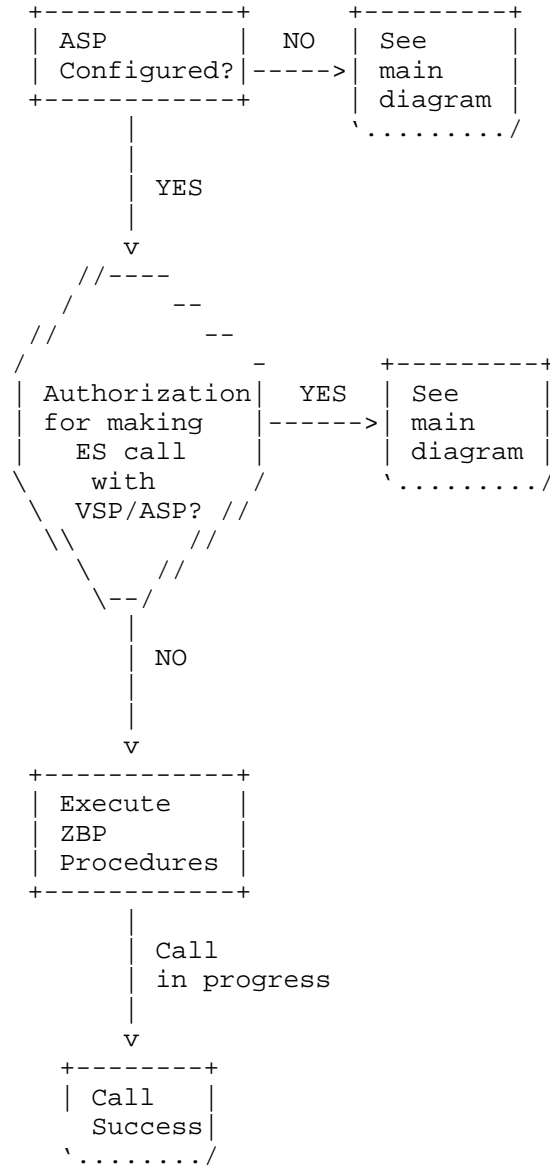 ASP NO See
Configured? main
diagram
YES
Authorization YES See
for making main
ES call diagram
with
VSP/ASP?
NO
Execute
ZBP
Procedures
Call
in progress
Call
Success